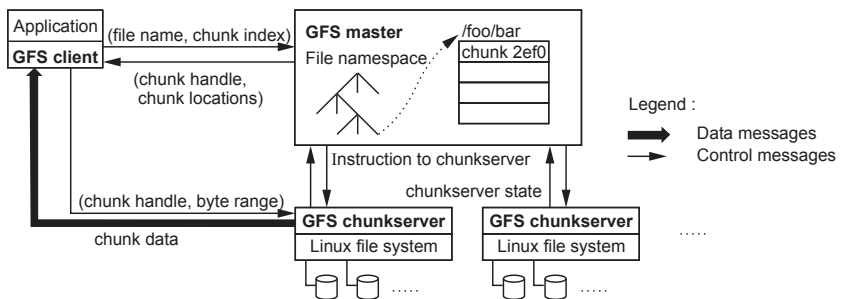 Application
GFS client
(file name, chunk index)
(chunk handle,
chunk locations)
GFS master
File namespace
/foo/bar
chunk 2ef0
Legend :
Data messages
Control messages
Instruction to chunkserver
chunkserver state
(chunk handle, byte range)
chunk data
GFS chunkserver
Linux file system
.....
GFS chunkserver
Linux file system
.....
.....